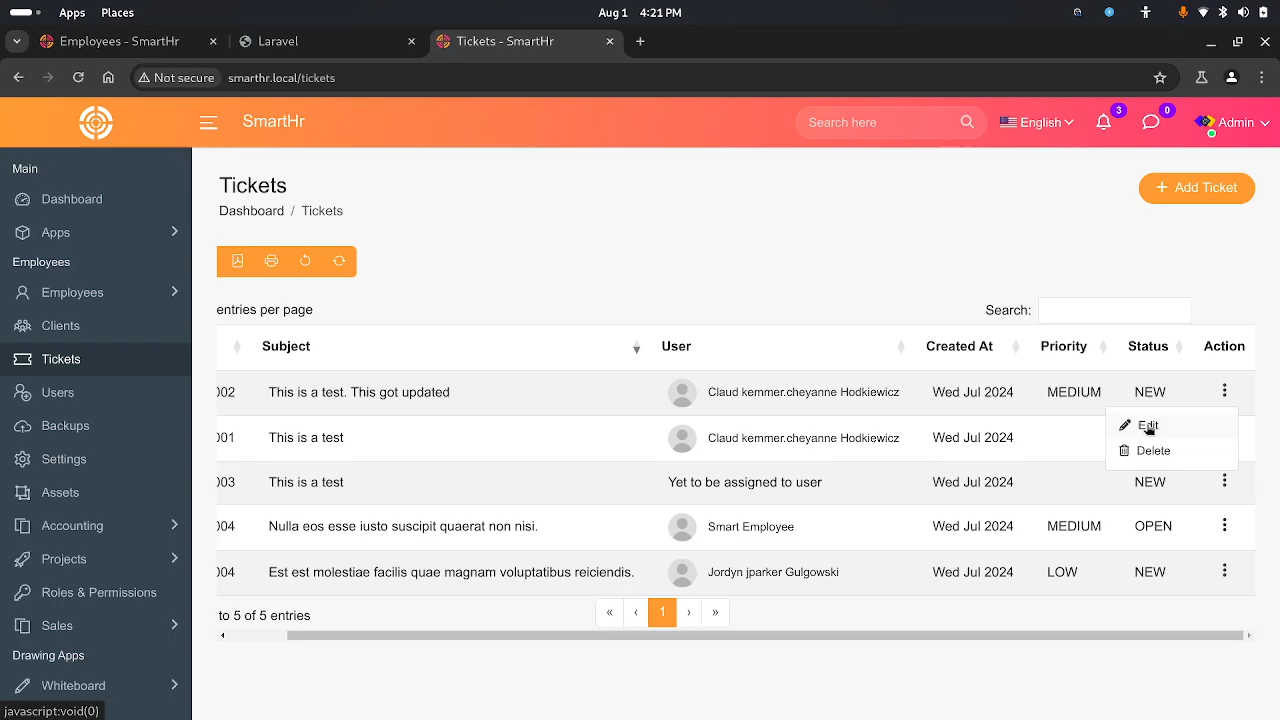 Apps Places Aug 1 4:21 PM
Employees - SmartHr Laravel Tickets - SmartHr
Not secure smarthr.local/tickets
SmartHr Search here English 3 0 Admin
Main
Dashboard
Apps
Employees
Employees
Clients
Tickets
Users
Backups
Settings
Assets
Accounting
Projects
Roles & Permissions
Sales
Drawing Apps
Whiteboard
javascript:void(0)
Tickets
Dashboard / Tickets
+ Add Ticket
entries per page Search:
Subject User Created At Priority Status Action
002 This is a test. This got updated Claud kemmer.cheyanne Hodkiewicz Wed Jul 2024 MEDIUM NEW
001 This is a test Claud kemmer.cheyanne Hodkiewicz Wed Jul 2024
003 This is a test Yet to be assigned to user Wed Jul 2024 NEW
004 Nulla eos esse iusto suscipit quaerat non nisi. Smart Employee Wed Jul 2024 MEDIUM OPEN
004 Est est molestiae facilis quae magnam voluptatibus reiciendis. Jordyn jparker Gulgowski Wed Jul 2024 LOW NEW
Edit
Delete
to 5 of 5 entries « ‹ 1 › »